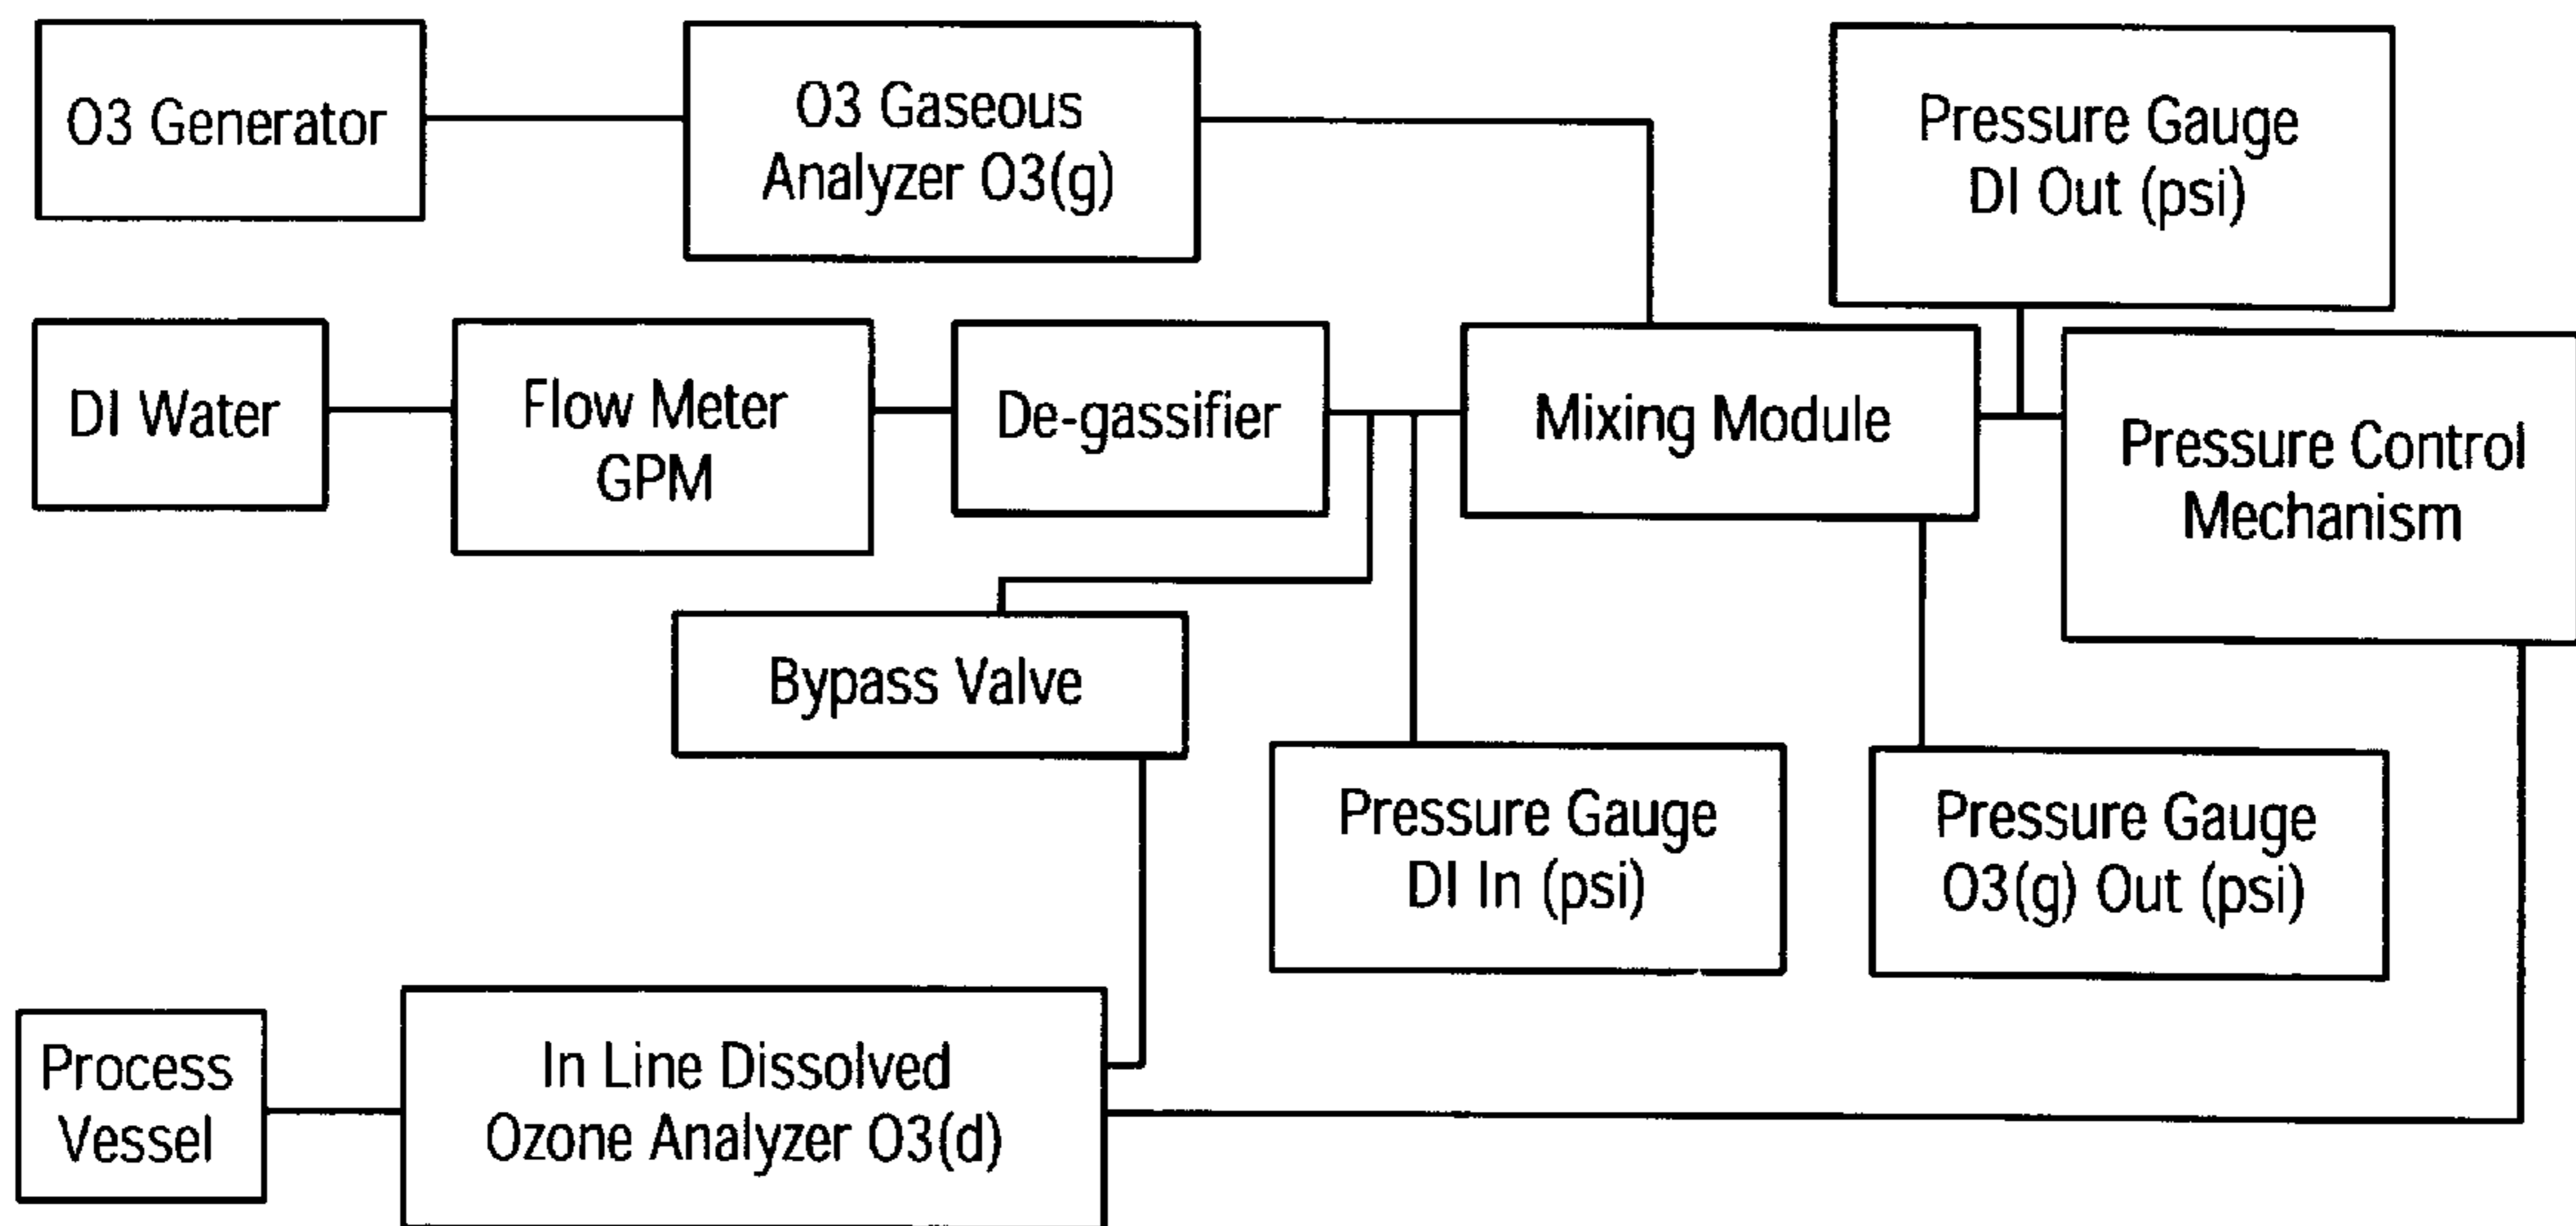 O3 Generator
O3 Gaseous
Analyzer O3(g)
Pressure Gauge
DI Out (psi)
DI Water
Flow Meter
GPM
De-gassifier
Mixing Module
Pressure Control
Mechanism
Bypass Valve
Pressure Gauge
DI In (psi)
Pressure Gauge
O3(g) Out (psi)
Process
Vessel
In Line Dissolved
Ozone Analyzer O3(d)